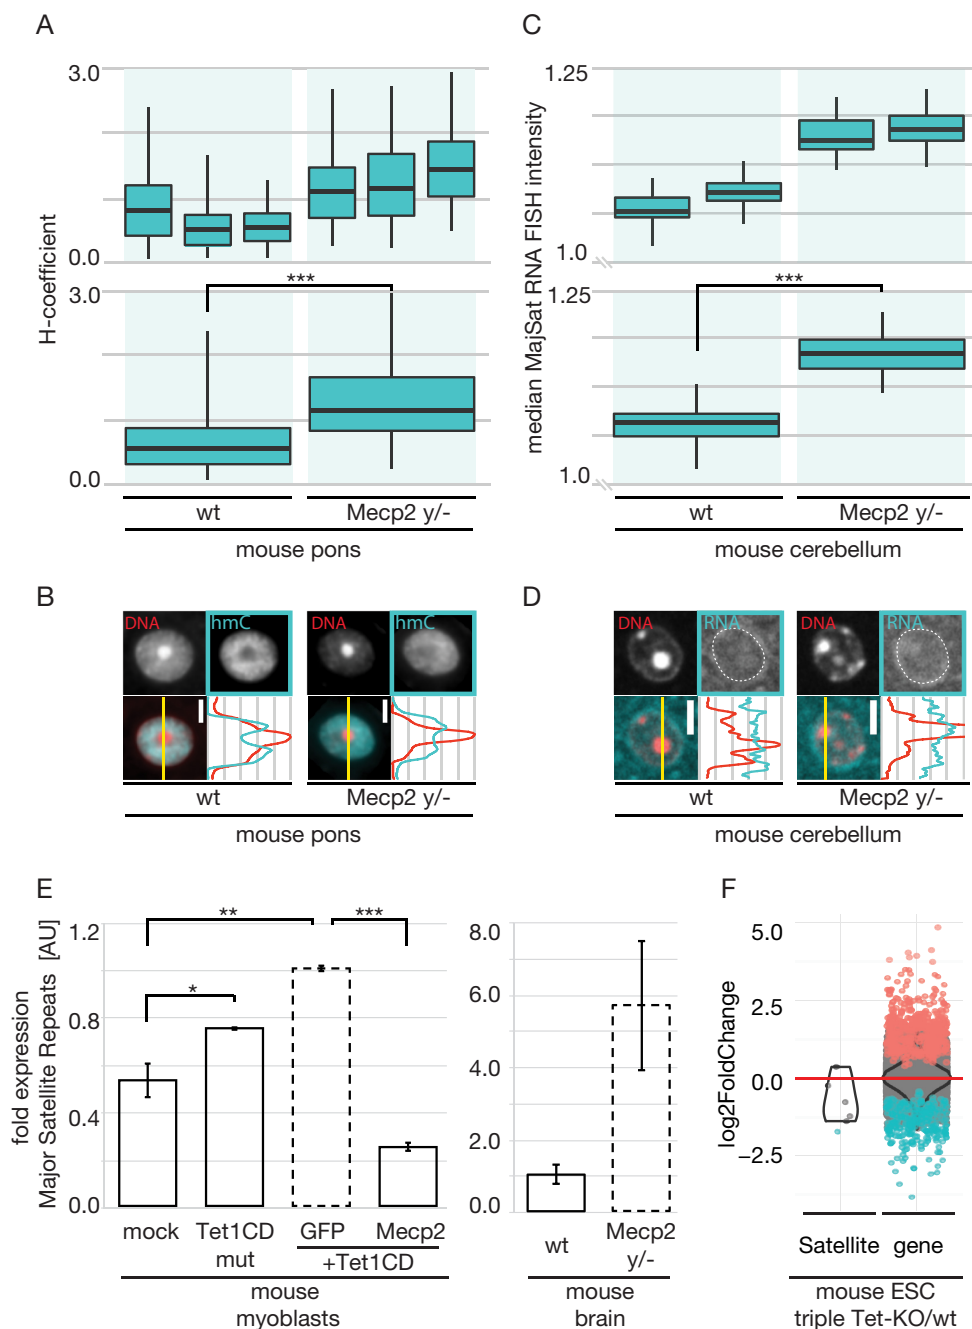 A
3.0
0.0
3.0
***
0.0
H-coefficient
wt
Mecp2 y/-
mouse pons
C
1.25
1.0
1.25
***
1.0
median MajSat RNA FISH intensity
wt
Mecp2 y/-
mouse cerebellum
B
DNA
hmC
DNA
hmC
wt
Mecp2 y/-
mouse pons
D
DNA
RNA
DNA
RNA
wt
Mecp2 y/-
mouse cerebellum
E
fold expression
Major Satellite Repeats [AU]
1.2
0.8
0.4
0.0
**
***
*
mock
Tet1CD
mut
GFP
Mecp2
+Tet1CD
mouse
myoblasts
8.0
6.0
4.0
2.0
0.0
wt
Mecp2
y/-
mouse
brain
F
log2FoldChange
5.0
2.5
0.0
−2.5
Satellite
gene
mouse ESC
triple Tet-KO/wt